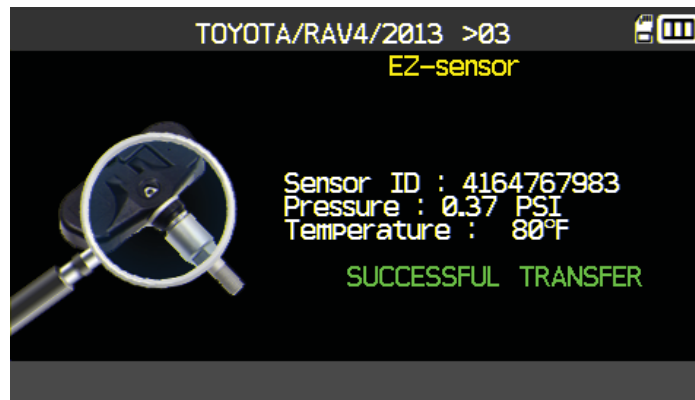 TOYOTA/RAV4/2013 >03
EZ-sensor
Sensor ID : 4164767983
Pressure : 0.37 PSI
Temperature : 80°F
SUCCESSFUL TRANSFER